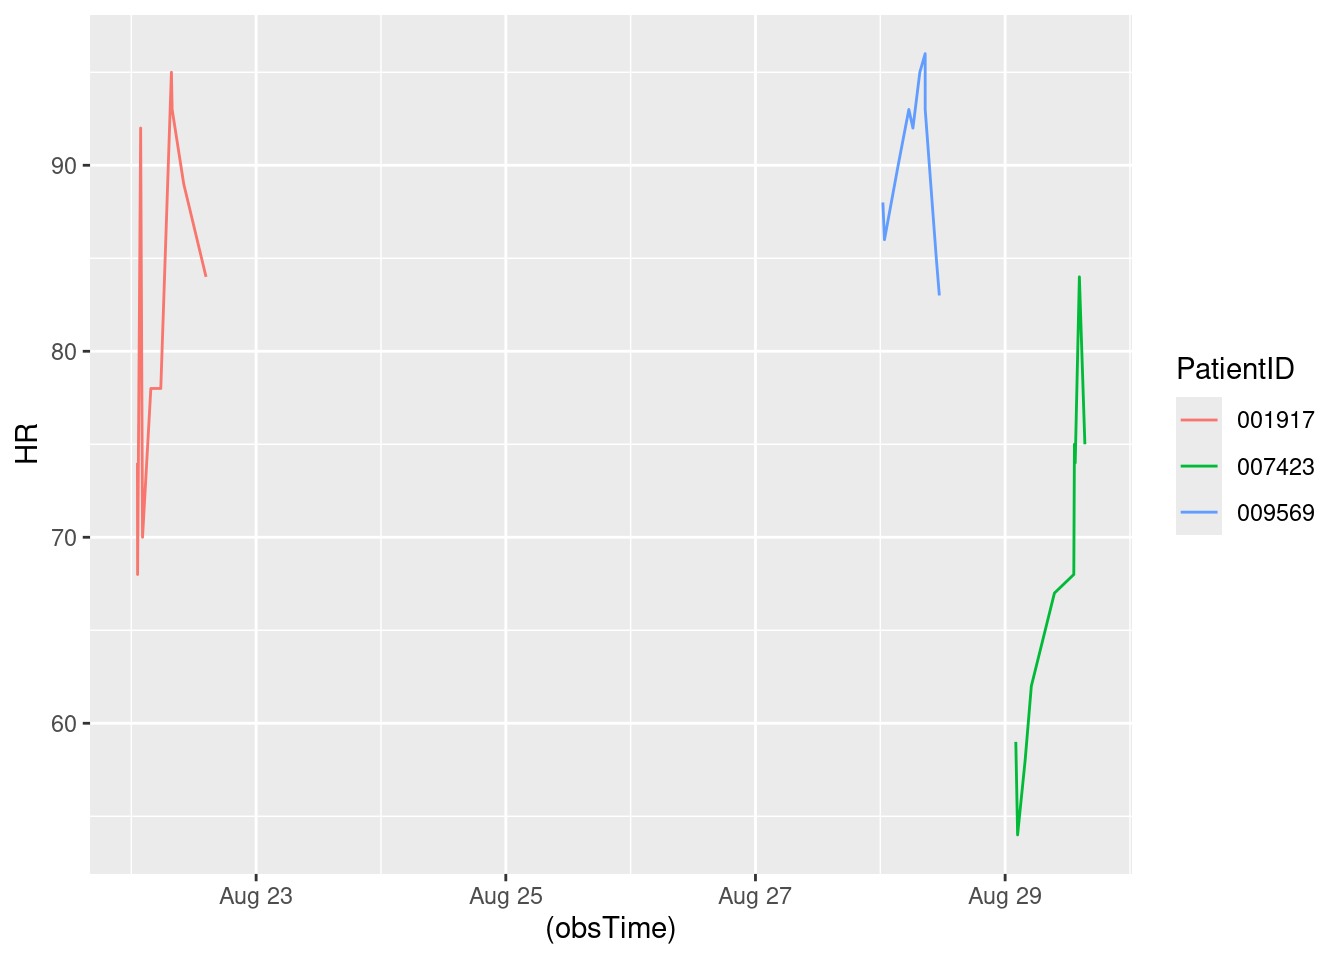 90
80
70
60
HR
Aug 23
Aug 25
Aug 27
Aug 29
(obsTime)
PatientID
001917
007423
009569